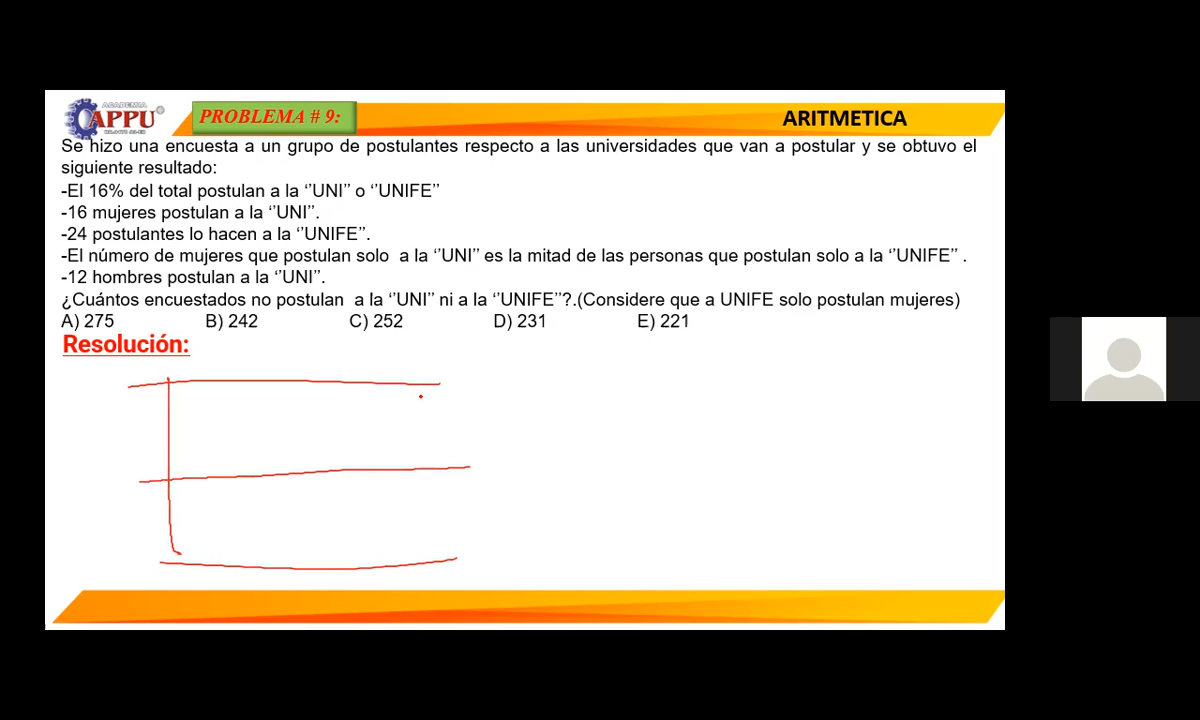 ACADEMIA
APPU
PROBLEMA # 9:
ARITMETICA
Se hizo una encuesta a un grupo de postulantes respecto a las universidades que van a postular y se obtuvo el
siguiente resultado:
-El 16% del total postulan a la ‘’UNI’’ o ‘’UNIFE’’
-16 mujeres postulan a la ‘’UNI’’.
-24 postulantes lo hacen a la ‘’UNIFE’’.
-El número de mujeres que postulan solo a la ‘’UNI’’ es la mitad de las personas que postulan solo a la ‘’UNIFE’’ .
-12 hombres postulan a la ‘’UNI’’.
¿Cuántos encuestados no postulan a la ‘’UNI’’ ni a la ‘’UNIFE’’?.(Considere que a UNIFE solo postulan mujeres)
A) 275 B) 242 C) 252 D) 231 E) 221
Resolución: